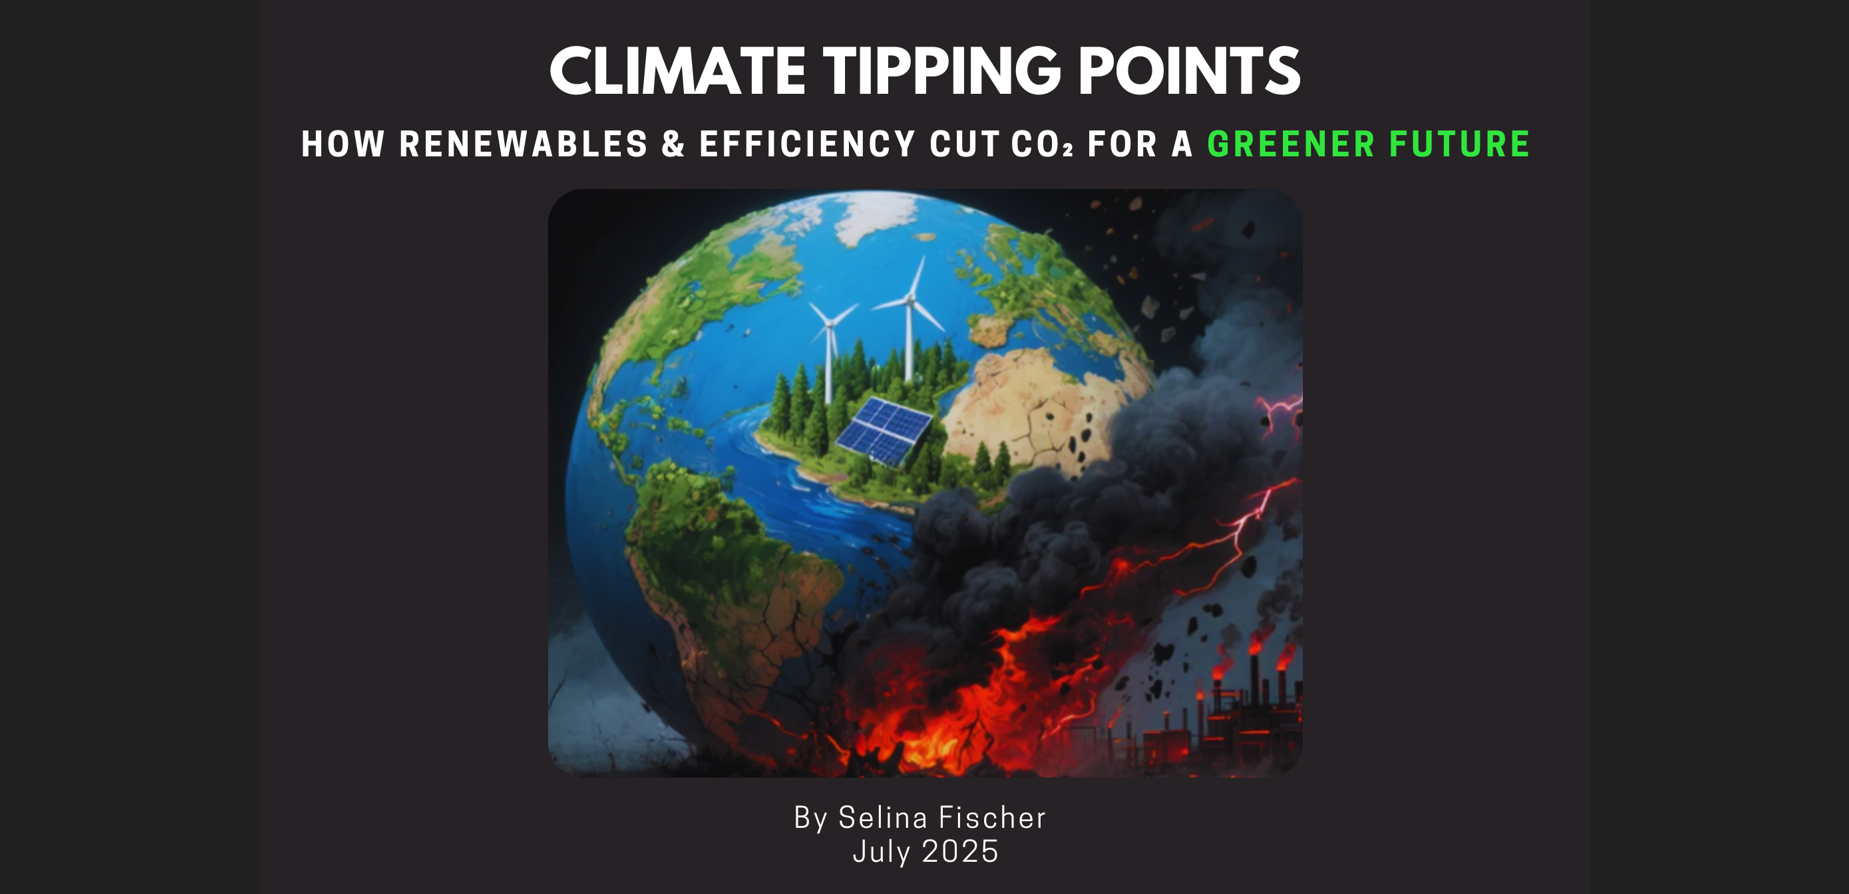 CLIMATE TIPPING POINTS
HOW RENEWABLES & EFFICIENCY CUT CO₂ FOR A GREENER FUTURE
By Selina Fischer
July 2025